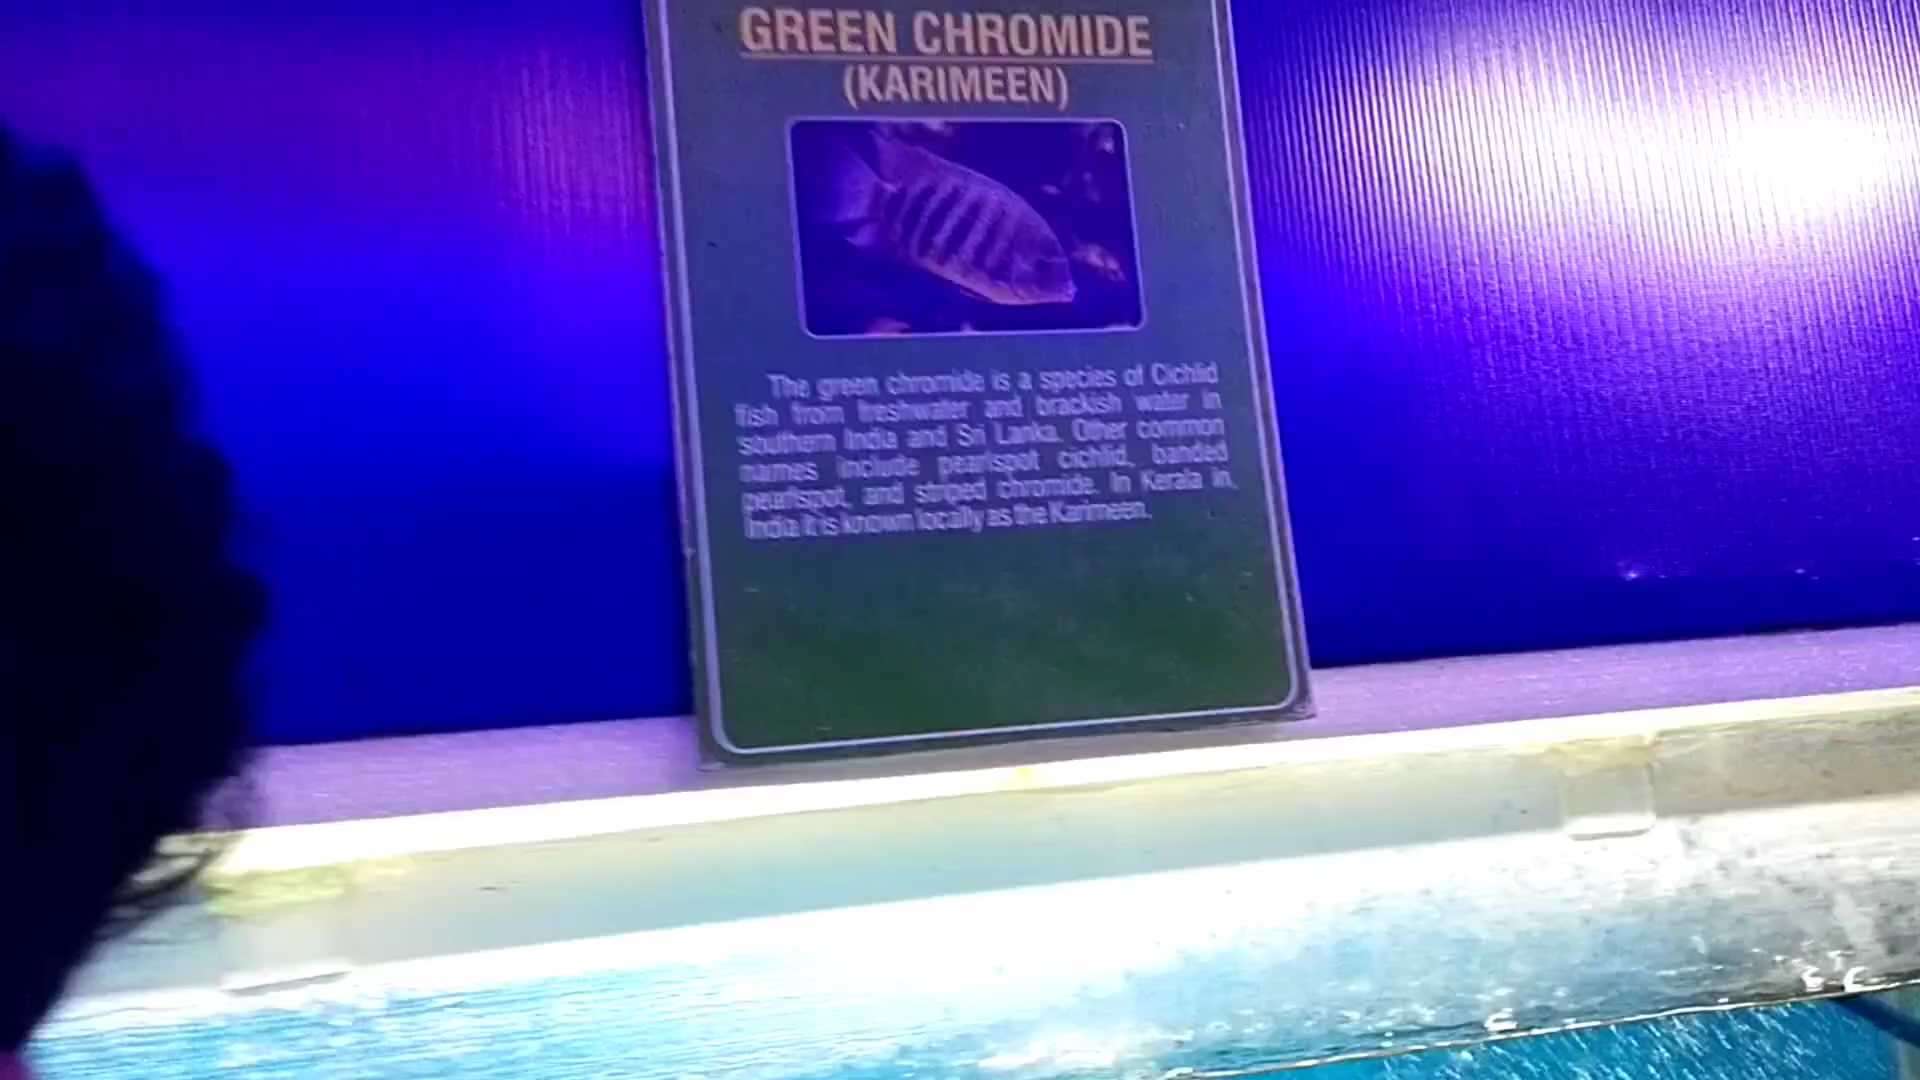 GREEN CHROMIDE
(KARIMEEN)
The green chromide is a species of Cichlid
fish from freshwater and brackish water in
southern India and Sri Lanka. Other common
names include pearlspot cichlid, banded
pearlspot, and striped chromide. In Kerala in
India it is known locally as the Karimeen.